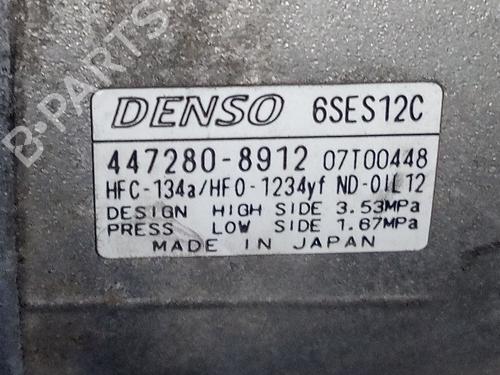 B-PARTS
DENSO 6SES12C
447280-8912 07T00448
HFC-134a/HFO-1234yf ND-OIL12
DESIGN HIGH SIDE 3.53MPa
PRESS LOW SIDE 1.67MPa
MADE IN JAPAN